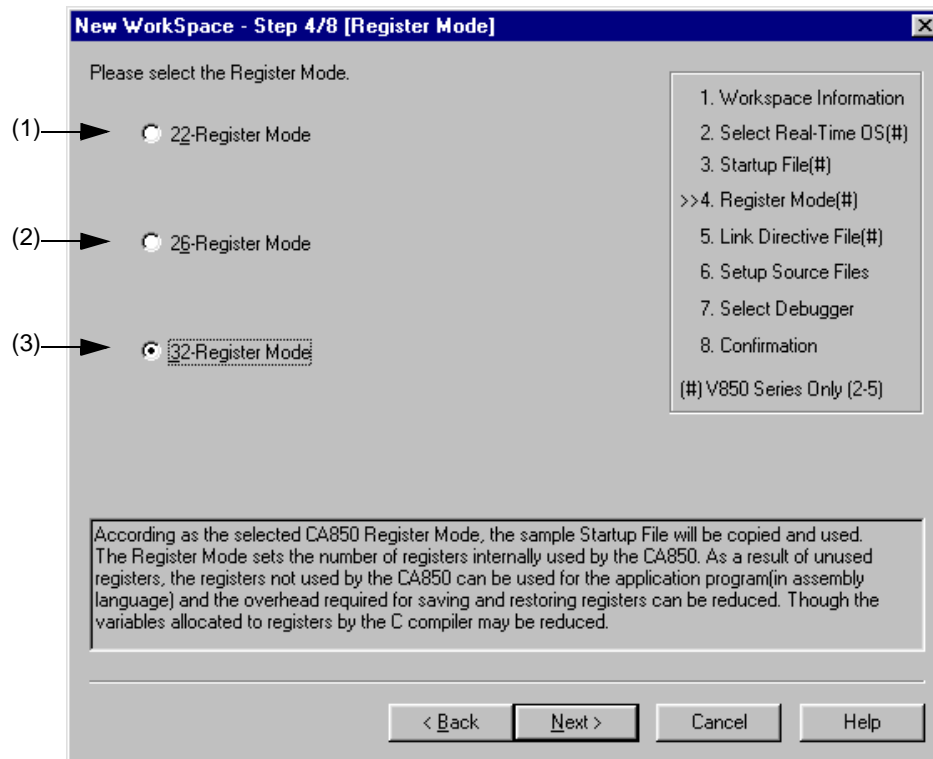 New WorkSpace - Step 4/8 [Register Mode]
Please select the Register Mode.
(1)
22-Register Mode
(2)
26-Register Mode
(3)
32-Register Mode
1. Workspace Information
2. Select Real-Time OS(#)
3. Startup File(#)
>>4. Register Mode(#)
5. Link Directive File(#)
6. Setup Source Files
7. Select Debugger
8. Confirmation
(#) V850 Series Only (2-5)
According as the selected CA850 Register Mode, the sample Startup File will be copied and used.
The Register Mode sets the number of registers internally used by the CA850. As a result of unused
registers, the registers not used by the CA850 can be used for the application program(in assembly
language) and the overhead required for saving and restoring registers can be reduced. Though the
variables allocated to registers by the C compiler may be reduced.
< Back
Next >
Cancel
Help